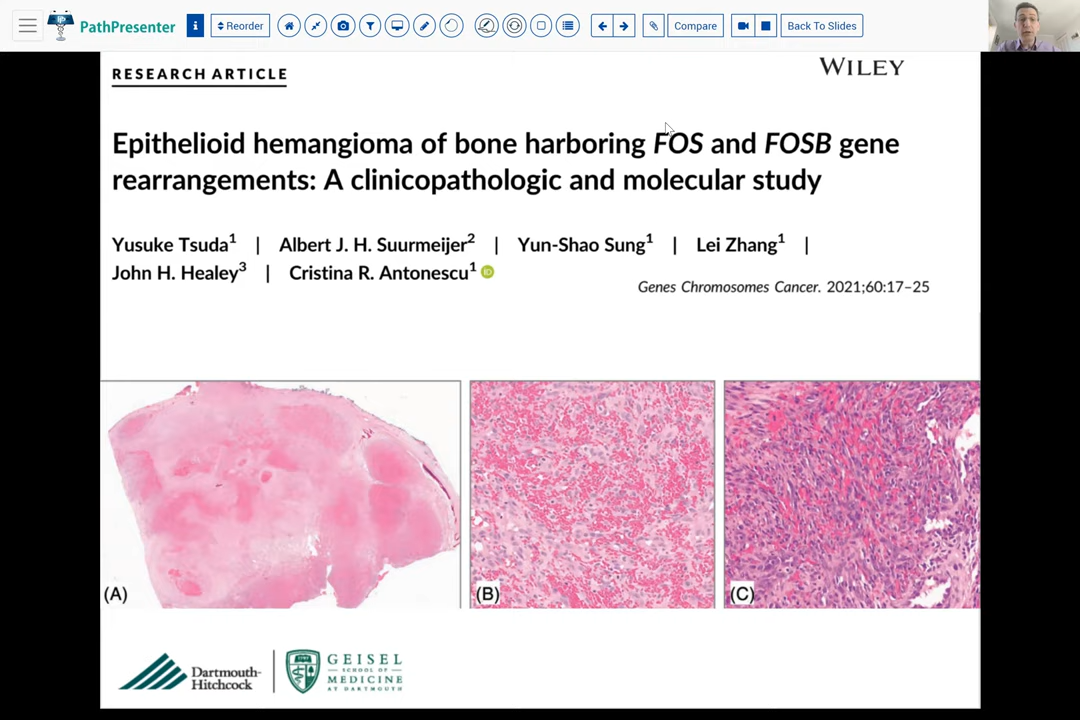 PathPresenter
Reorder
Compare
Back To Slides
RESEARCH ARTICLE
WILEY
Epithelioid hemangioma of bone harboring FOS and FOSB gene
rearrangements: A clinicopathologic and molecular study
Yusuke Tsuda1 | Albert J. H. Suurmeijer2 | Yun-Shao Sung1 | Lei Zhang1 |
John H. Healey3 | Cristina R. Antonescu1 iD
Genes Chromosomes Cancer. 2021;60:17–25
(A)
(B)
(C)
Dartmouth-
Hitchcock
GEISEL
SCHOOL OF
MEDICINE
AT DARTMOUTH